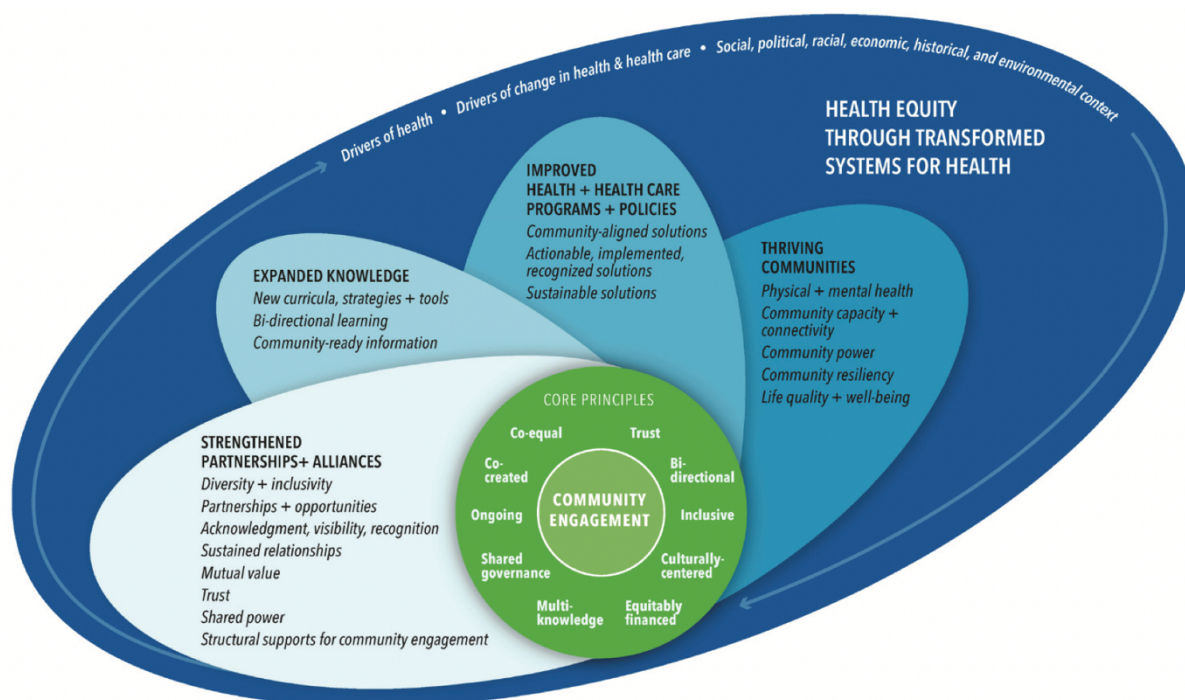 Drivers of health • Drivers of change in health & health care • Social, political, racial, economic, historical, and environmental context
HEALTH EQUITY
THROUGH TRANSFORMED
SYSTEMS FOR HEALTH
IMPROVED
HEALTH + HEALTH CARE
PROGRAMS + POLICIES
Community-aligned solutions
Actionable, implemented,
recognized solutions
Sustainable solutions
THRIVING
COMMUNITIES
Physical + mental health
Community capacity +
connectivity
Community power
Community resiliency
Life quality + well-being
EXPANDED KNOWLEDGE
New curricula, strategies + tools
Bi-directional learning
Community-ready information
STRENGTHENED
PARTNERSHIPS+ ALLIANCES
Diversity + inclusivity
Partnerships + opportunities
Acknowledgment, visibility, recognition
Sustained relationships
Mutual value
Trust
Shared power
Structural supports for community engagement
CORE PRINCIPLES
Co-equal
Trust
Co-
created
Bi-
directional
Ongoing
COMMUNITY
ENGAGEMENT
Inclusive
Shared
governance
Culturally-
centered
Multi-
knowledge
Equitably
financed